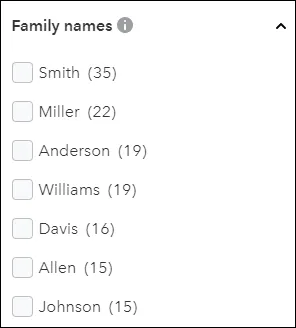 Family names
Smith (35)
Miller (22)
Anderson (19)
Williams (19)
Davis (16)
Allen (15)
Johnson (15)